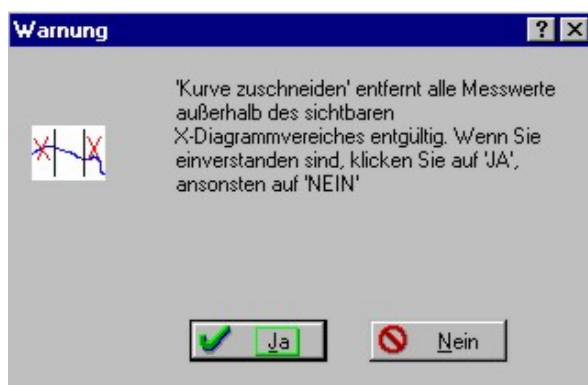 Warnung
'Kurve zuschneiden' entfernt alle Messwerte
außerhalb des sichtbaren
X-Diagrammvereiches entgültig. Wenn Sie
einverstanden sind, klicken Sie auf 'JA',
ansonsten auf 'NEIN'
Ja
Nein